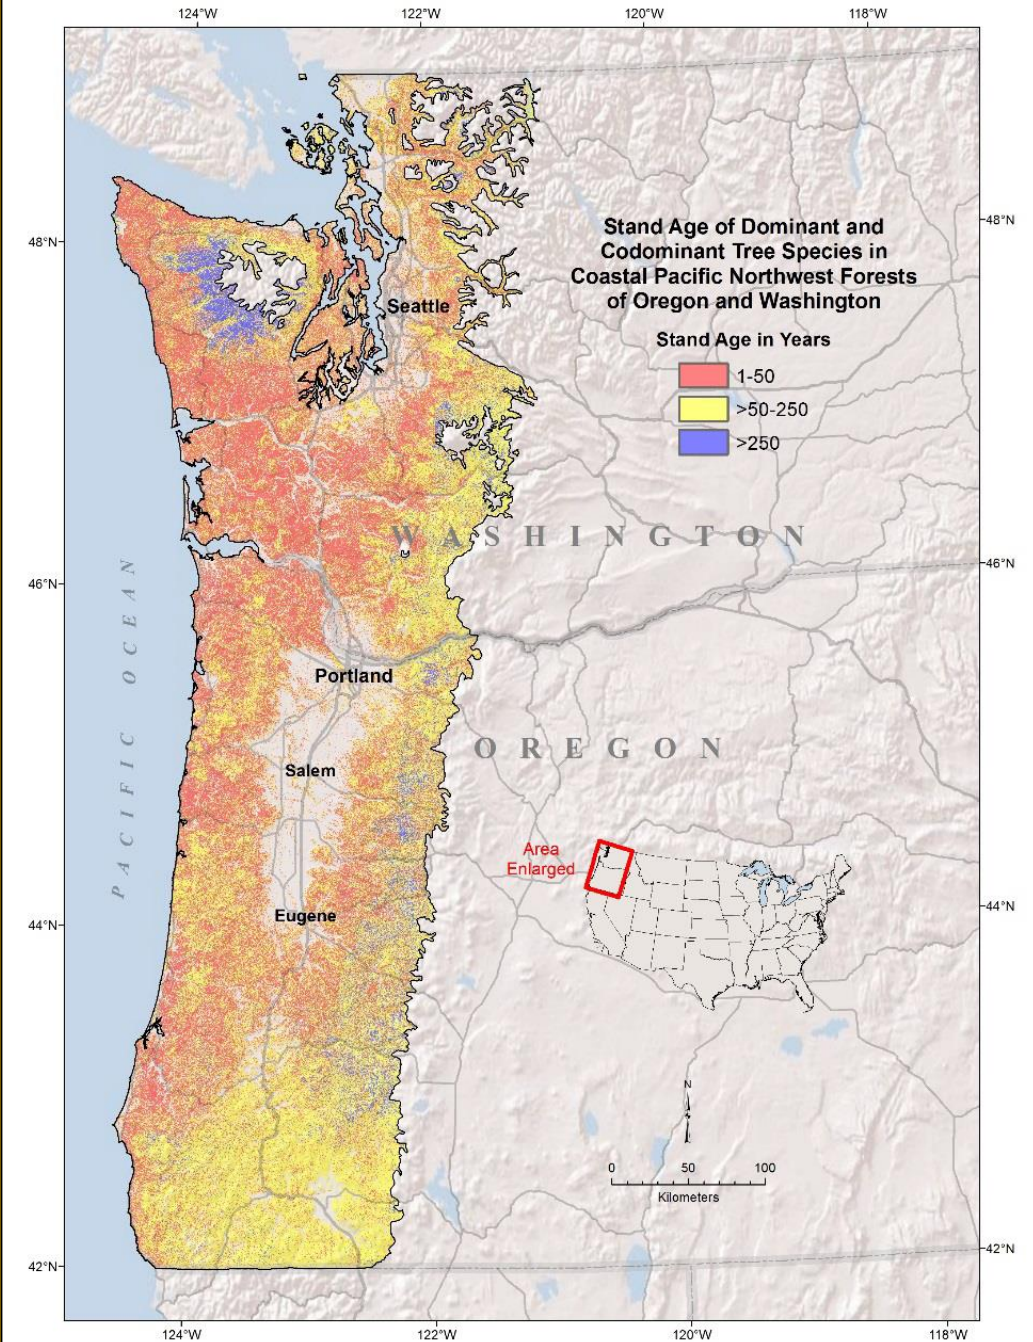 124°W 122°W 120°W 118°W
48°N
48°N
Stand Age of Dominant and
Codominant Tree Species in
Coastal Pacific Northwest Forests
of Oregon and Washington
Seattle
Stand Age in Years
1-50
>50-250
>250
WASHINGTON
46°N
46°N
PACIFIC OCEAN
Portland
OREGON
Salem
Area
Enlarged
Eugene
44°N
44°N
N
0 50 100
Kilometers
42°N
42°N
124°W 122°W 120°W 118°W